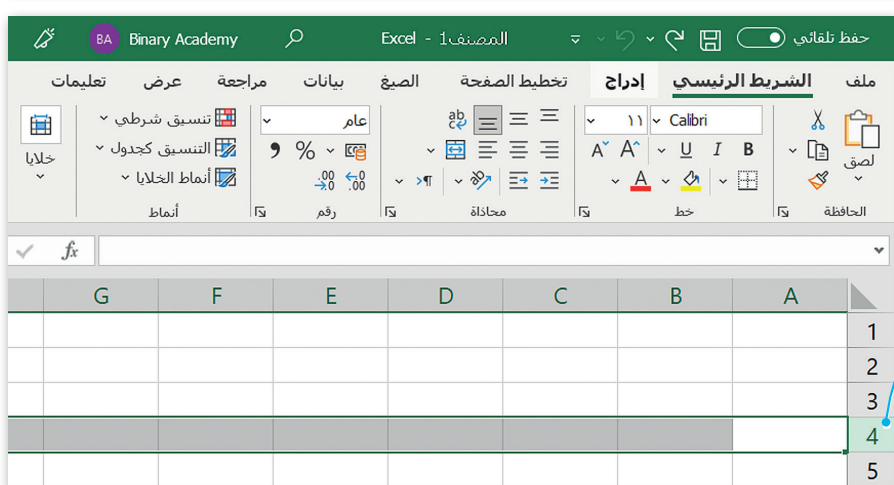 حفظ تلقائي المصنف1 - Excel Binary Academy BA
ملف الشريط الرئيسي إدراج تخطيط الصفحة الصيغ بيانات مراجعة عرض تعليمات
Calibri ١١ عام تنسيق شرطي
لصق B I U A A % التنسيق كجدول خلايا
A أنماط الخلايا
الحافظة خط محاذاة رقم أنماط
fx
A B C D E F G
1
2
3
4
5